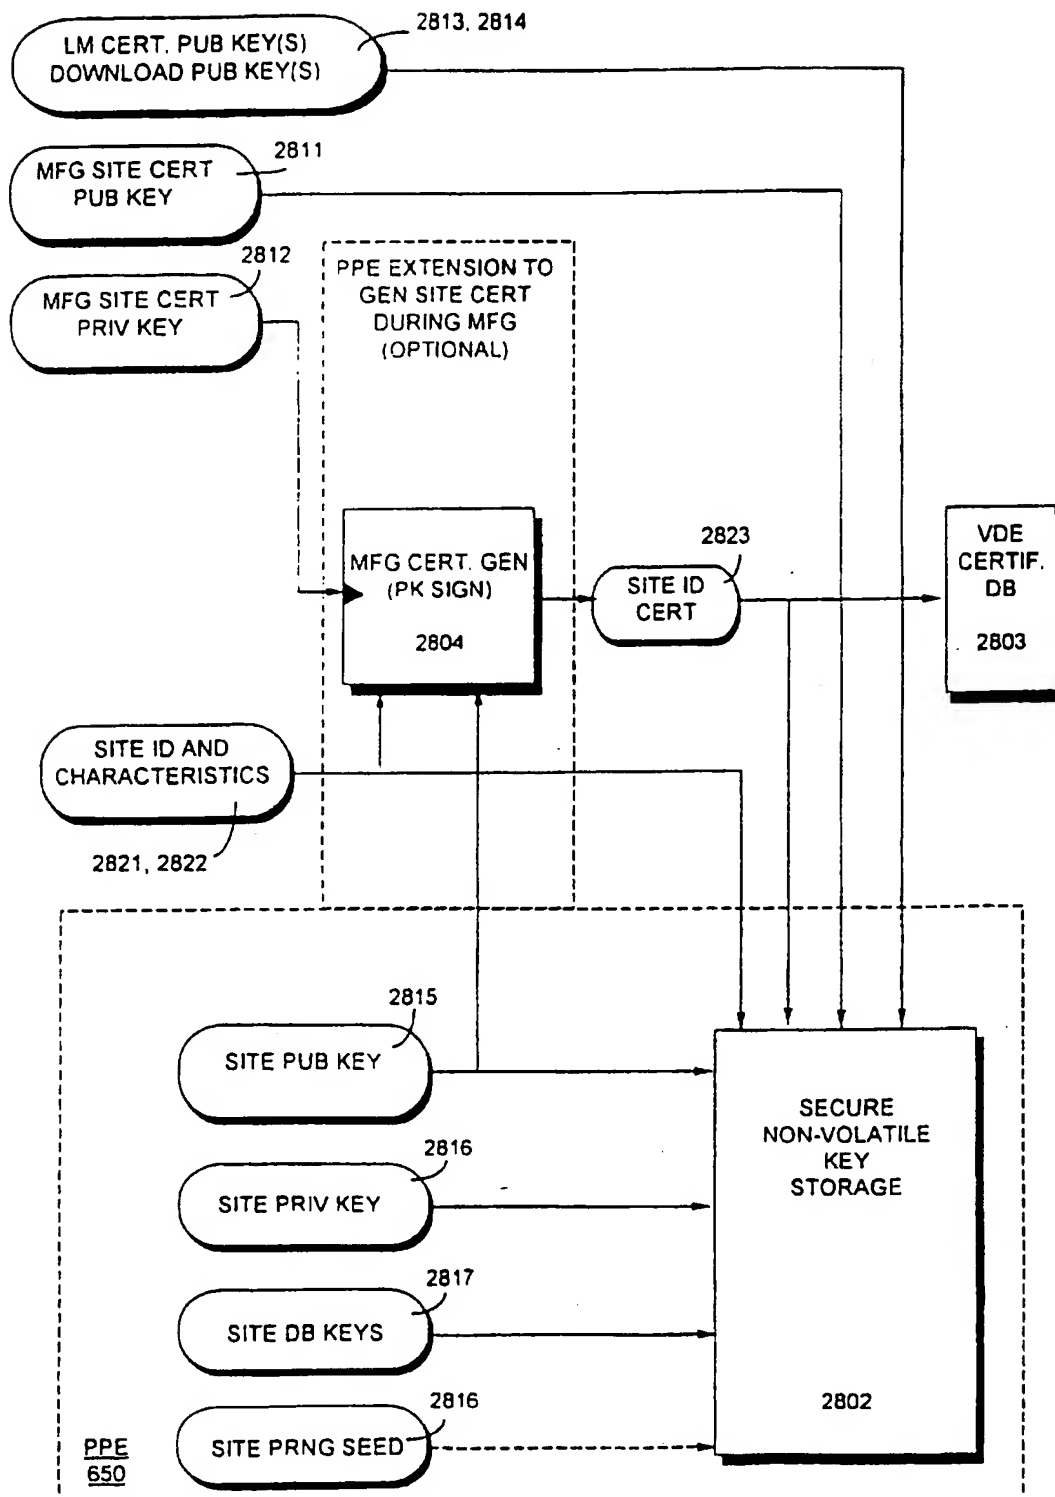 2813, 2814
LM CERT. PUB KEY(S)
DOWNLOAD PUB KEY(S)
2811
MFG SITE CERT
PUB KEY
2812
MFG SITE CERT
PRIV KEY
PPE EXTENSION TO
GEN SITE CERT
DURING MFG
(OPTIONAL)
MFG CERT. GEN
(PK SIGN)
2804
2823
SITE ID
CERT
VDE
CERTIF.
DB
2803
SITE ID AND
CHARACTERISTICS
2821, 2822
2815
SITE PUB KEY
2816
SITE PRIV KEY
2817
SITE DB KEYS
2816
SITE PRNG SEED
SECURE
NON-VOLATILE
KEY
STORAGE
2802
PPE
650